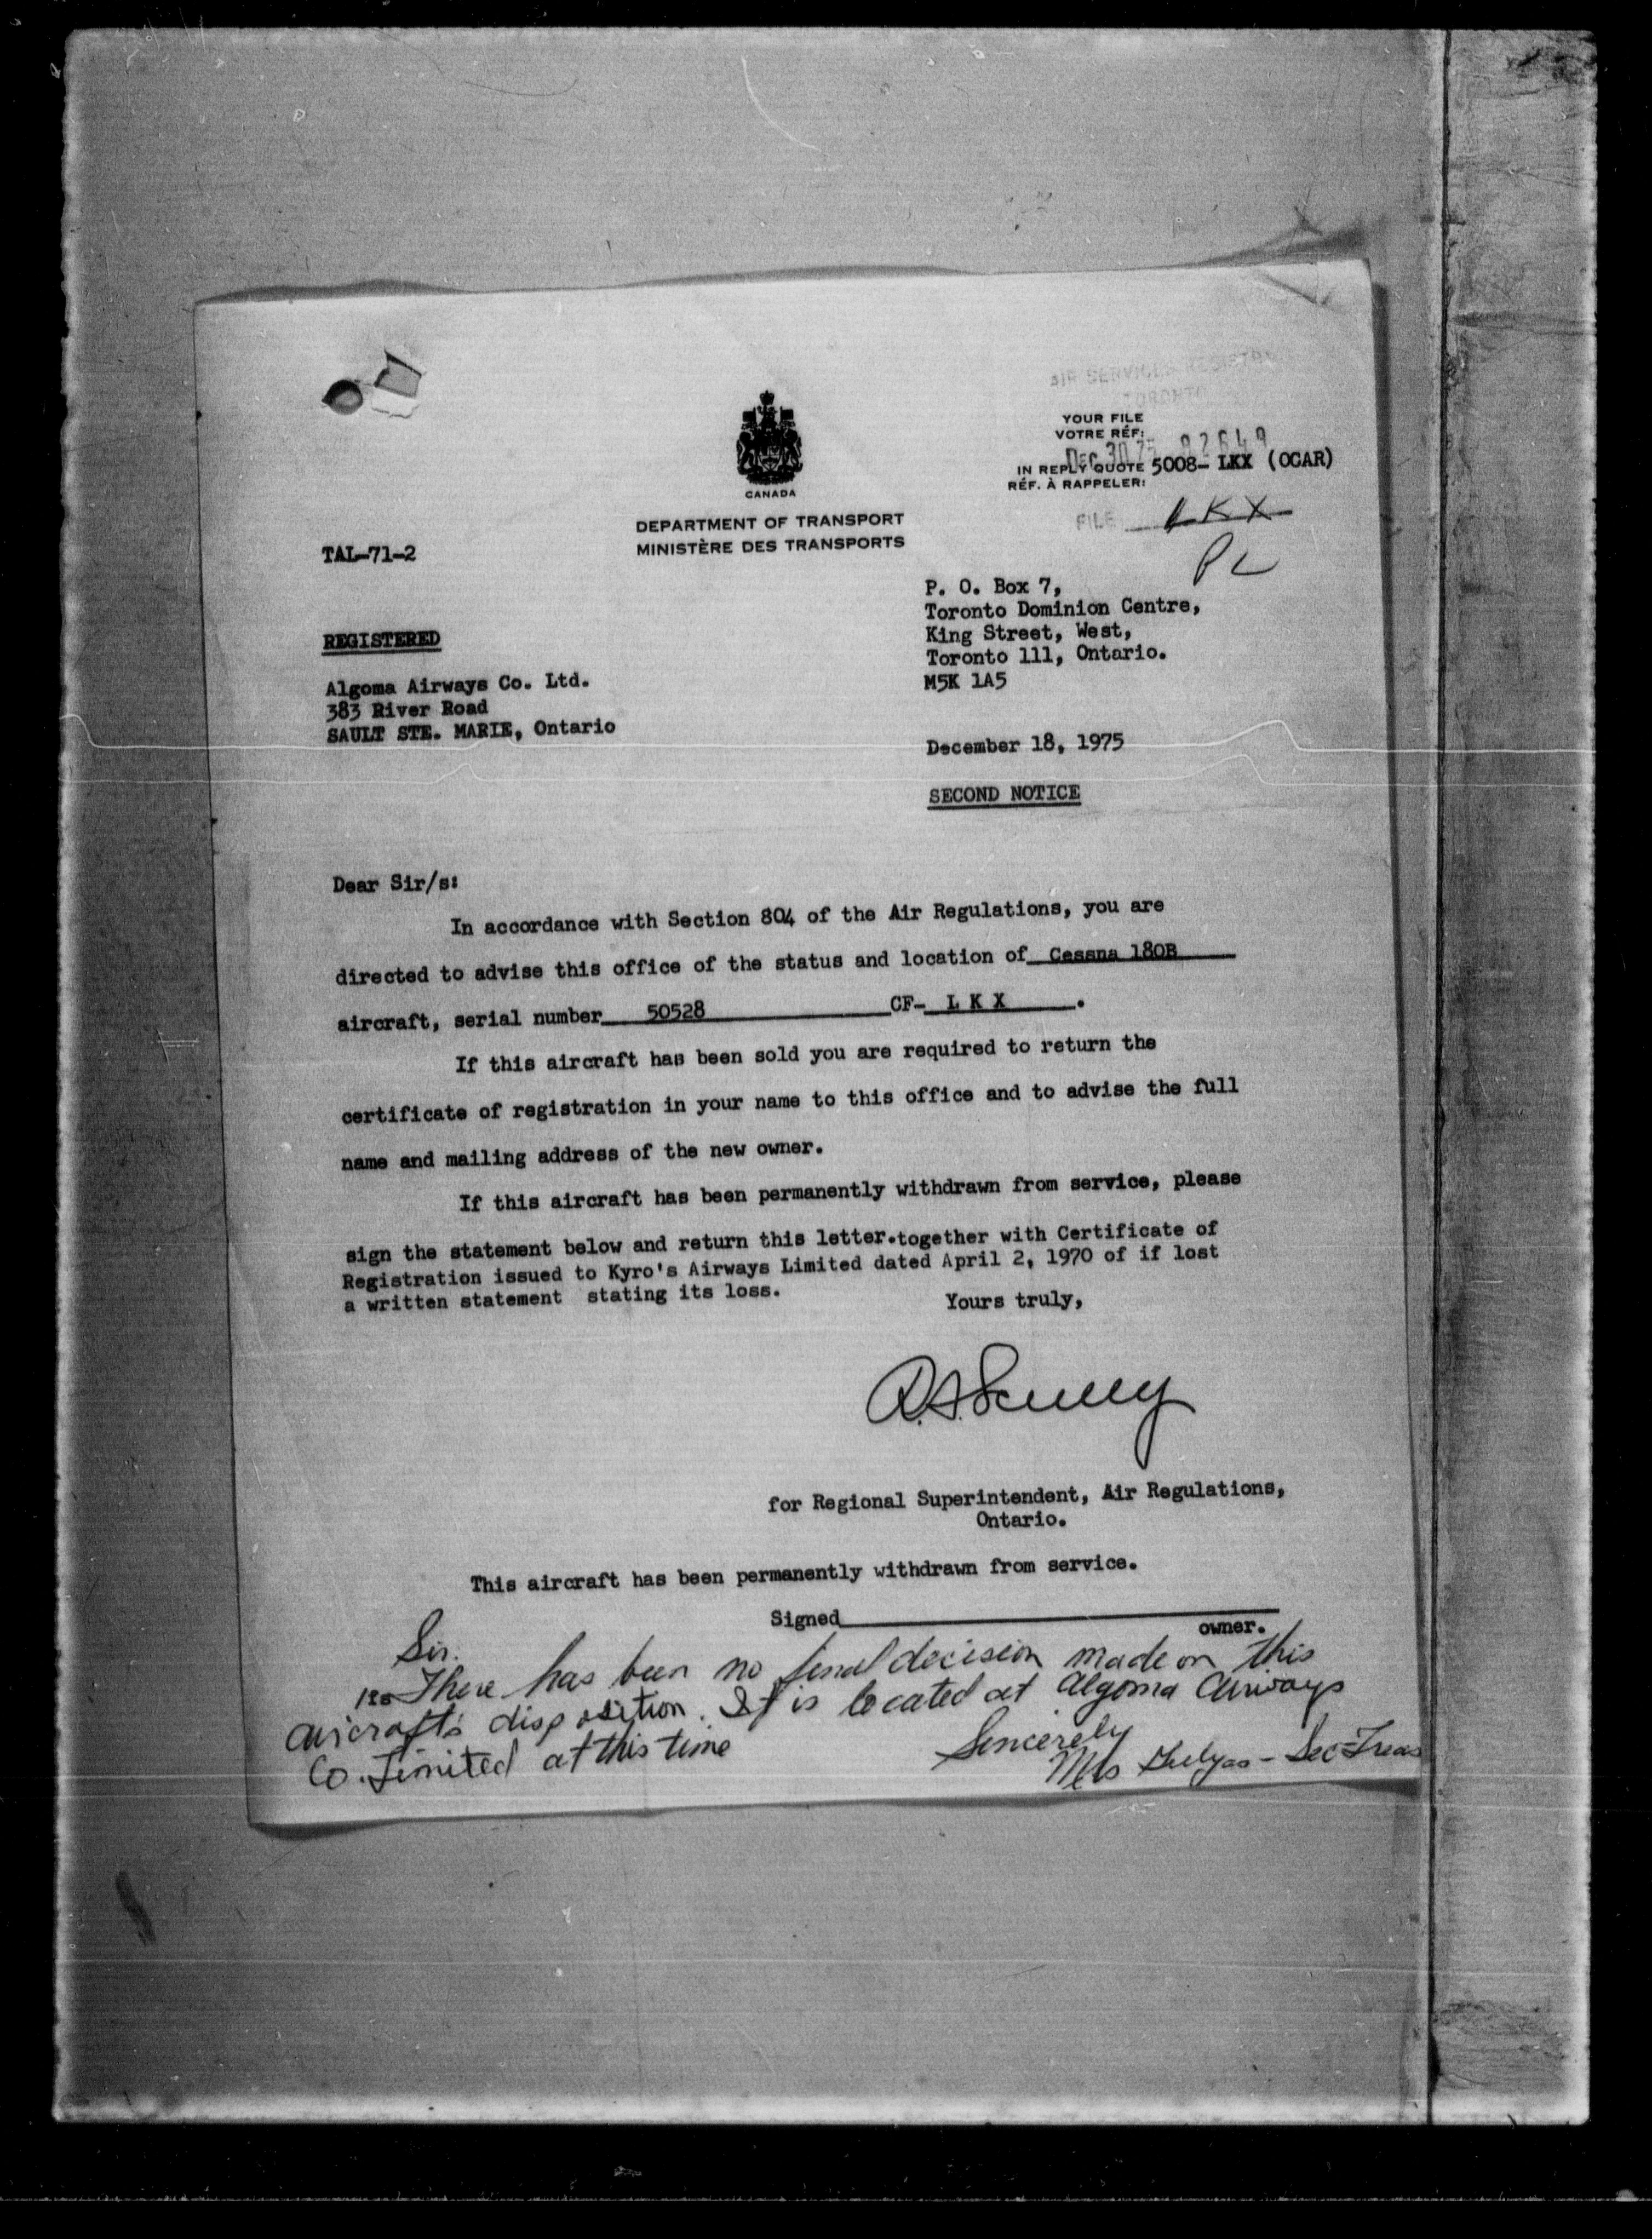 AIR SERVICES REGISTRY
TORONTO
YOUR FILE
VOTRE RÉF:
DEC 30 75 02649
IN REPLY QUOTE 5008- LKX (OCAR)
RÉF. À RAPPELER:
FILE LKX
PL
CANADA
DEPARTMENT OF TRANSPORT
MINISTÈRE DES TRANSPORTS
TAL-71-2
P. O. Box 7,
Toronto Dominion Centre,
King Street, West,
Toronto 111, Ontario.
M5K 1A5
REGISTERED
Algoma Airways Co. Ltd.
383 River Road
SAULT STE. MARIE, Ontario
December 18, 1975
SECOND NOTICE
Dear Sir/s:
In accordance with Section 804 of the Air Regulations, you are
directed to advise this office of the status and location of Cessna 180B
aircraft, serial number 50528 CF- L K X .
If this aircraft has been sold you are required to return the
certificate of registration in your name to this office and to advise the full
name and mailing address of the new owner.
If this aircraft has been permanently withdrawn from service, please
sign the statement below and return this letter.together with Certificate of
Registration issued to Kyro's Airways Limited dated April 2, 1970 of if lost
a written statement stating its loss.
Yours truly,
for Regional Superintendent, Air Regulations,
Ontario.
This aircraft has been permanently withdrawn from service.
Signed
owner.
Sir.
There has been no final decision made on this
aircraft's disposition. It is located at Algoma Airways
Co. Limited at this time
Sincerely
Mrs - Sec Treas